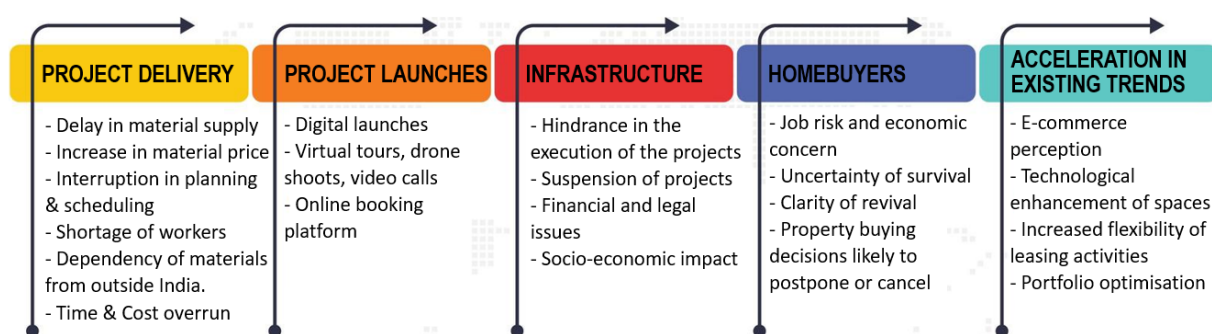 PROJECT DELIVERY
- Delay in material supply
- Increase in material price
- Interruption in planning
& scheduling
- Shortage of workers
- Dependency of materials
from outside India.
- Time & Cost overrun
PROJECT LAUNCHES
- Digital launches
- Virtual tours, drone
shoots, video calls
- Online booking
platform
INFRASTRUCTURE
- Hindrance in the
execution of the projects
- Suspension of projects
- Financial and legal
issues
- Socio-economic impact
HOMEBUYERS
- Job risk and economic
concern
- Uncertainty of survival
- Clarity of revival
- Property buying
decisions likely to
postpone or cancel
ACCELERATION IN
EXISTING TRENDS
- E-commerce
perception
- Technological
enhancement of spaces
- Increased flexibility of
leasing activities
- Portfolio optimisation